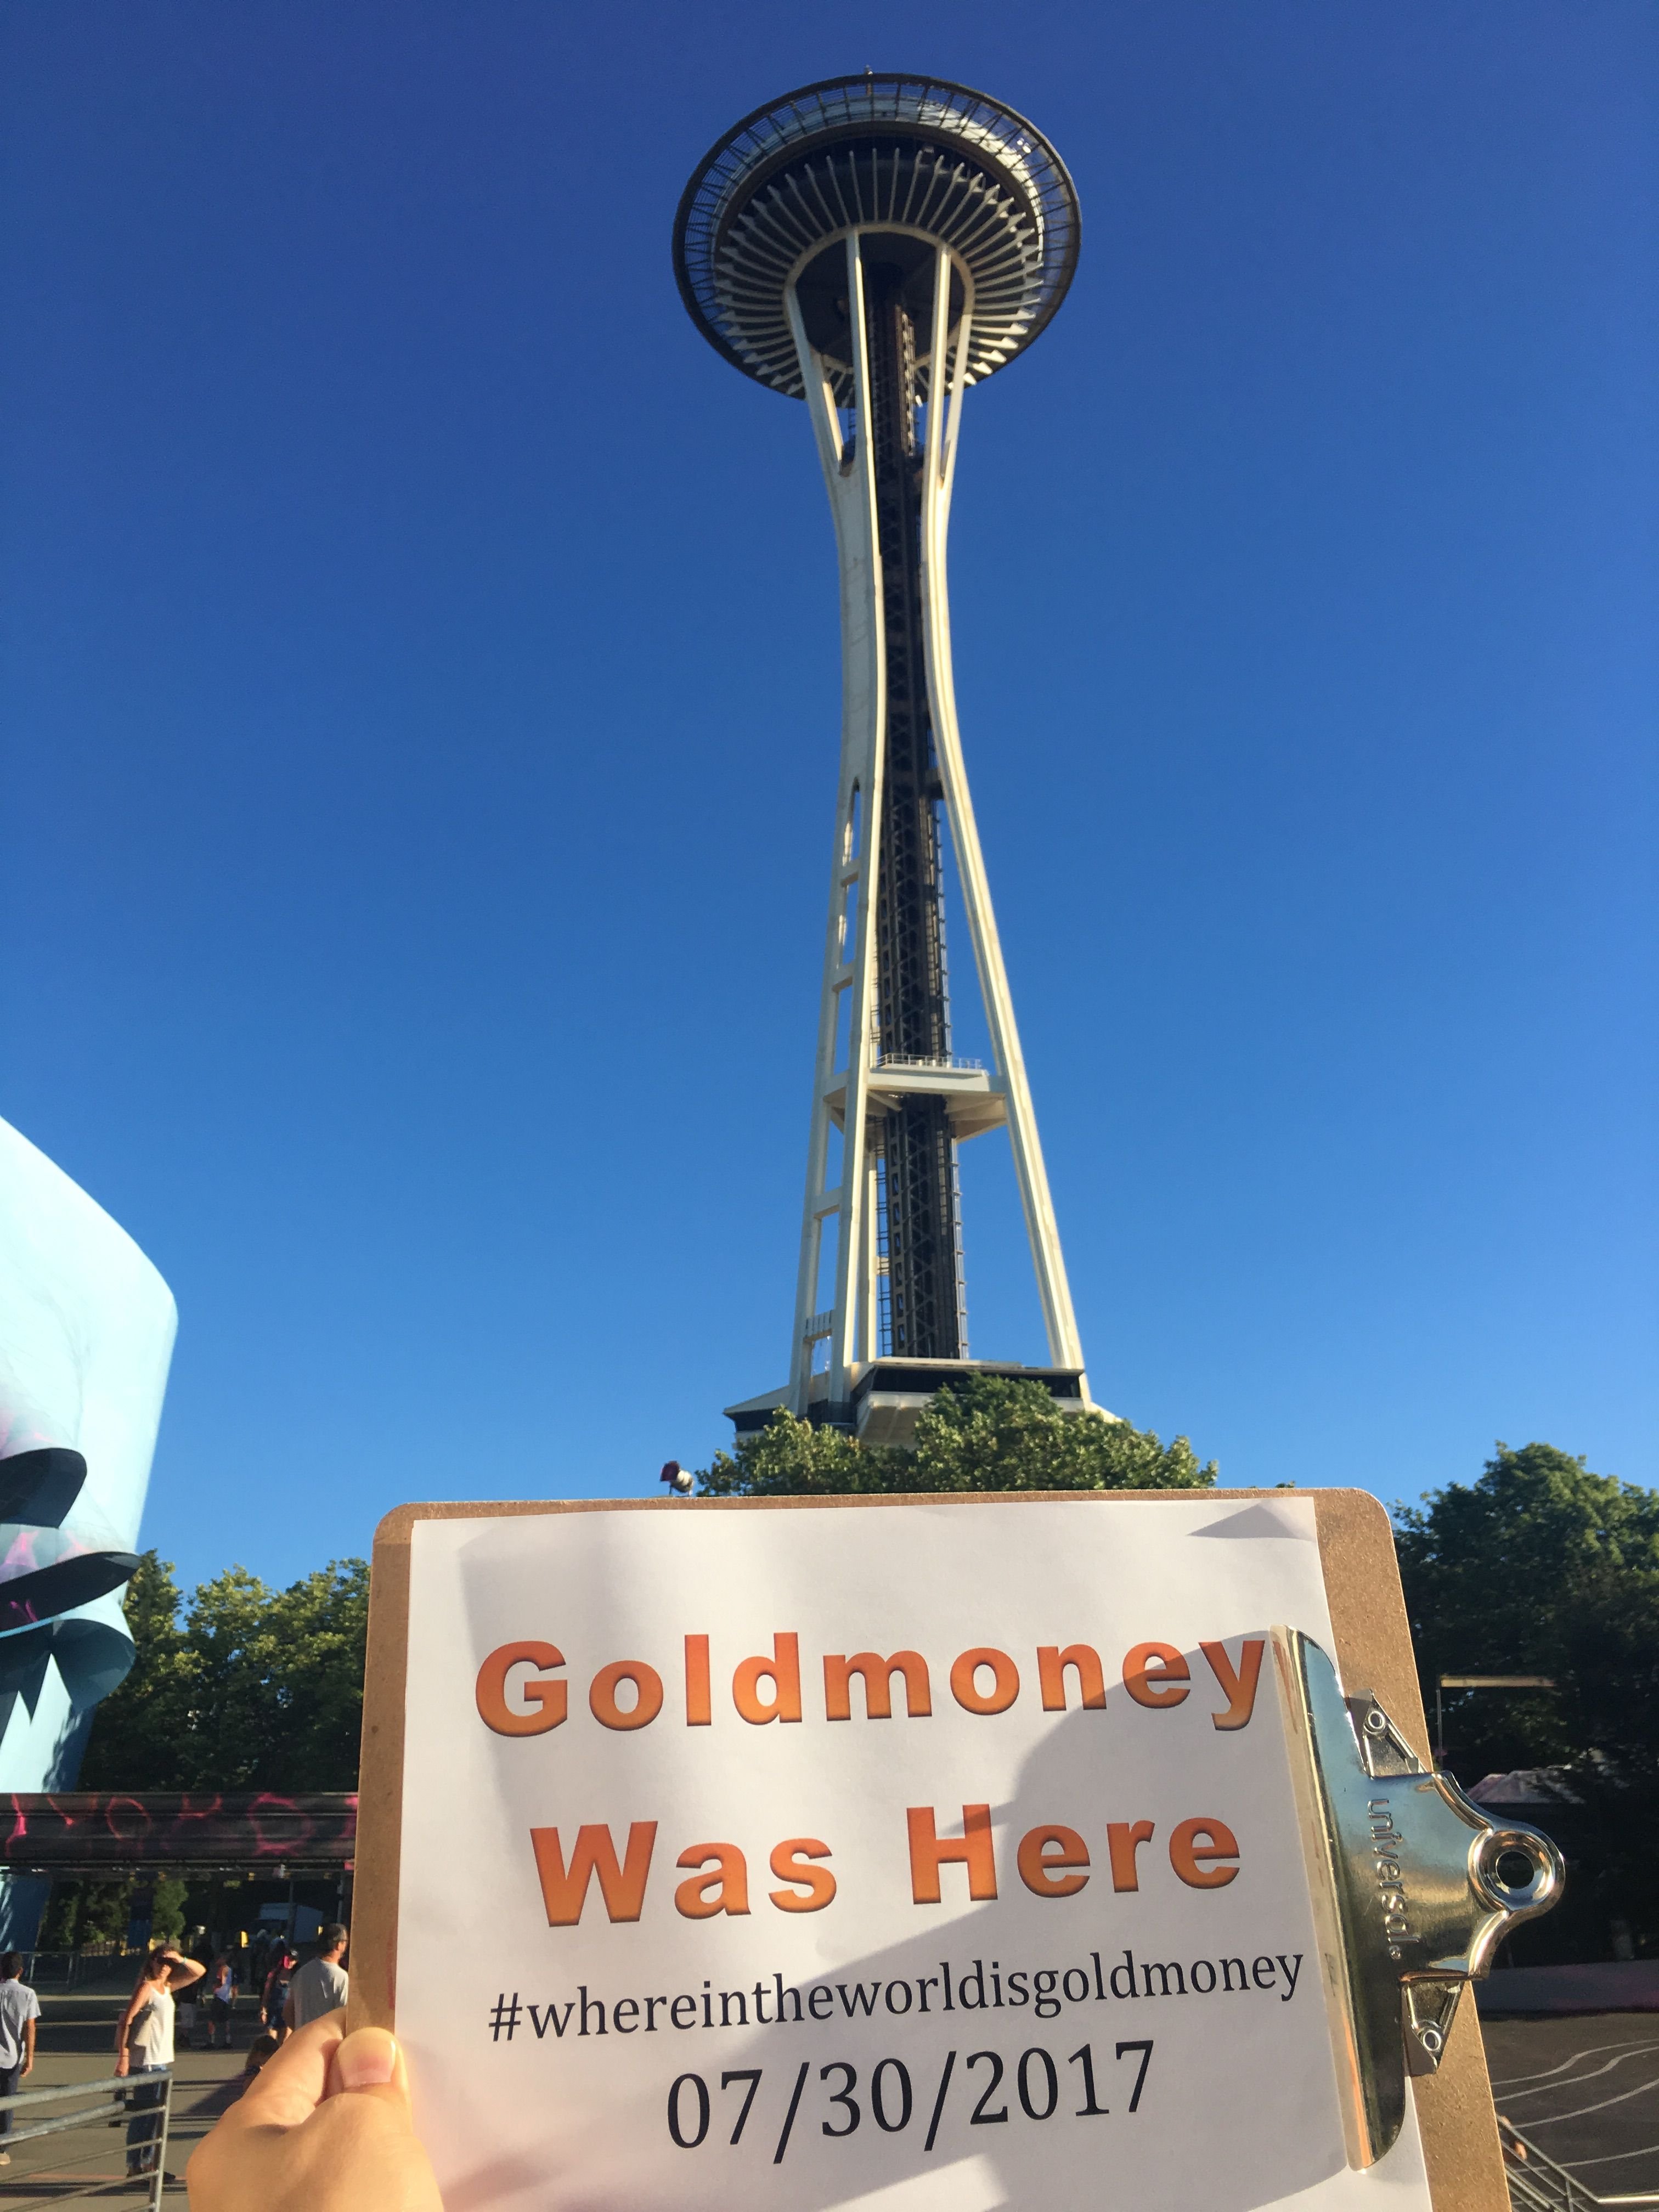 Goldmoney
Was Here
#whereintheworldisgoldmoney
07/30/2017
universal